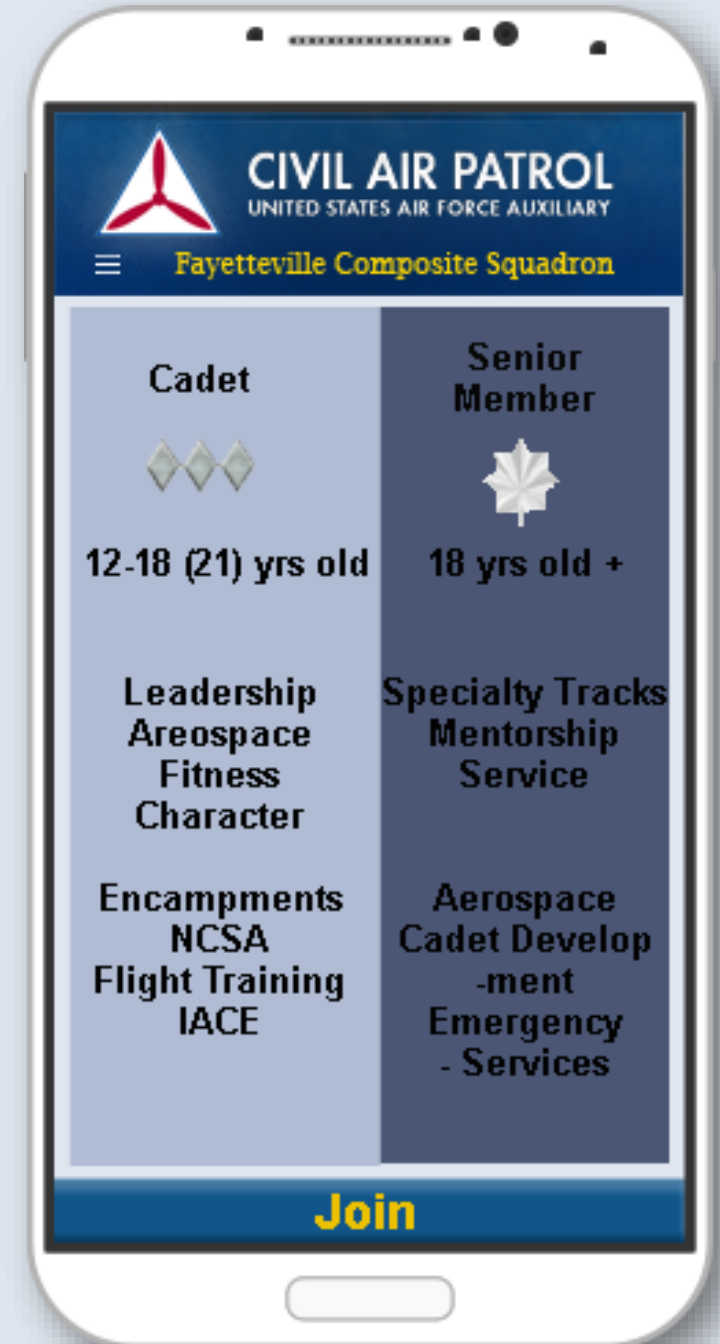 CIVIL AIR PATROL
UNITED STATES AIR FORCE AUXILIARY
Fayetteville Composite Squadron
Cadet
12-18 (21) yrs old
Leadership
Areospace
Fitness
Character
Encampments
NCSA
Flight Training
IACE
Senior
Member
18 yrs old +
Specialty Tracks
Mentorship
Service
Aerospace
Cadet Develop
-ment
Emergency
- Services
Join